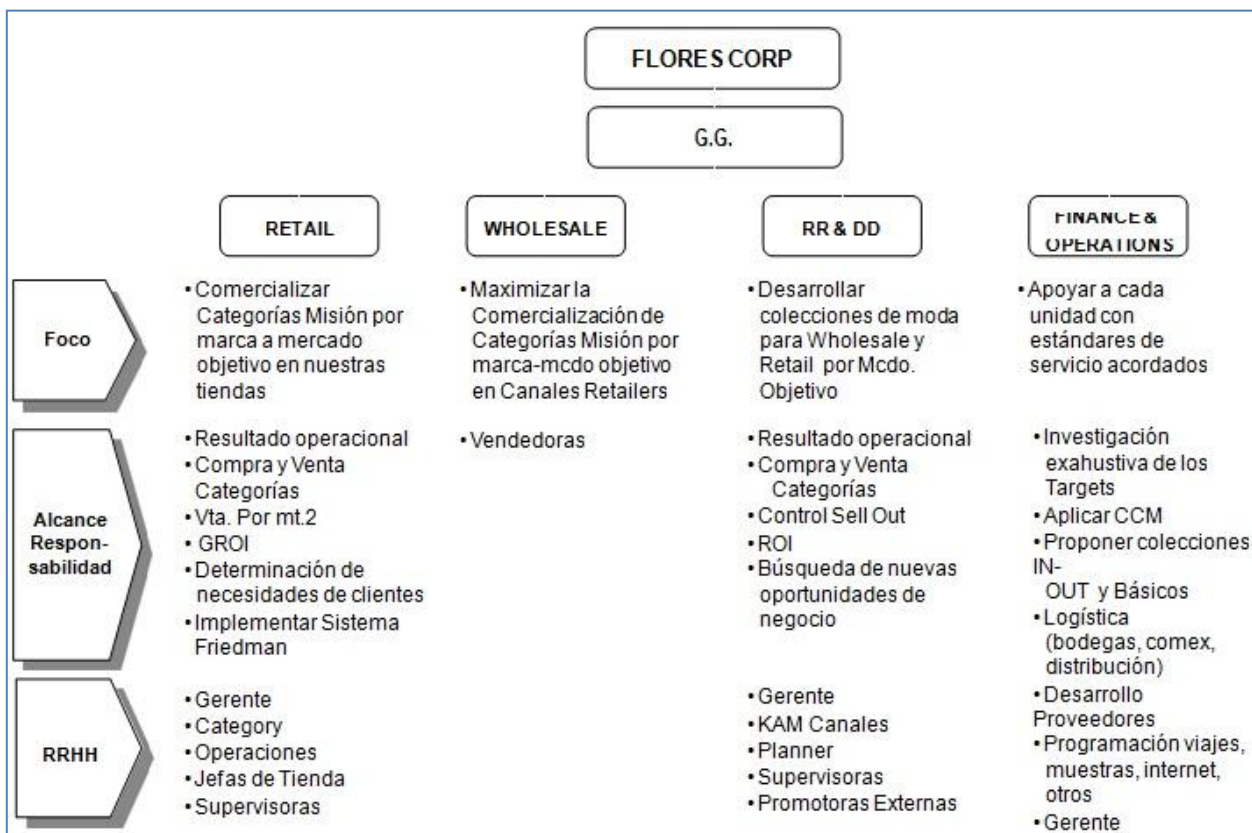 FLORES CORP
G.G.
RETAIL
WHOLESALE
RR & DD
FINANCE &
OPERATIONS
Foco
• Comercializar
Categorías Misión por
marca a mercado
objetivo en nuestras
tiendas
• Maximizar la
Comercialización de
Categorías Misión por
marca-mcdo objetivo
en Canales Retailers
• Desarrollar
colecciones de moda
para Wholesale y
Retail por Mcdo.
Objetivo
• Apoyar a cada
unidad con
estándares de
servicio acordados
Alcance
Respon-
sabilidad
• Resultado operacional
• Compra y Venta
Categorías
• Vta. Por mt.2
• GROI
• Determinación de
necesidades de clientes
• Implementar Sistema
Friedman
• Vendedoras
• Resultado operacional
• Compra y Venta
Categorías
• Control Sell Out
• ROI
• Búsqueda de nuevas
oportunidades de
negocio
• Investigación
exahustiva de los
Targets
• Aplicar CCM
• Proponer colecciones
IN-
OUT y Básicos
• Logística
(bodegas, comex,
distribución)
• Desarrollo
Proveedores
• Programación viajes,
muestras, internet,
otros
• Gerente
RRHH
• Gerente
• Category
• Operaciones
• Jefas de Tienda
• Supervisoras
• Gerente
• KAM Canales
• Planner
• Supervisoras
• Promotoras Externas